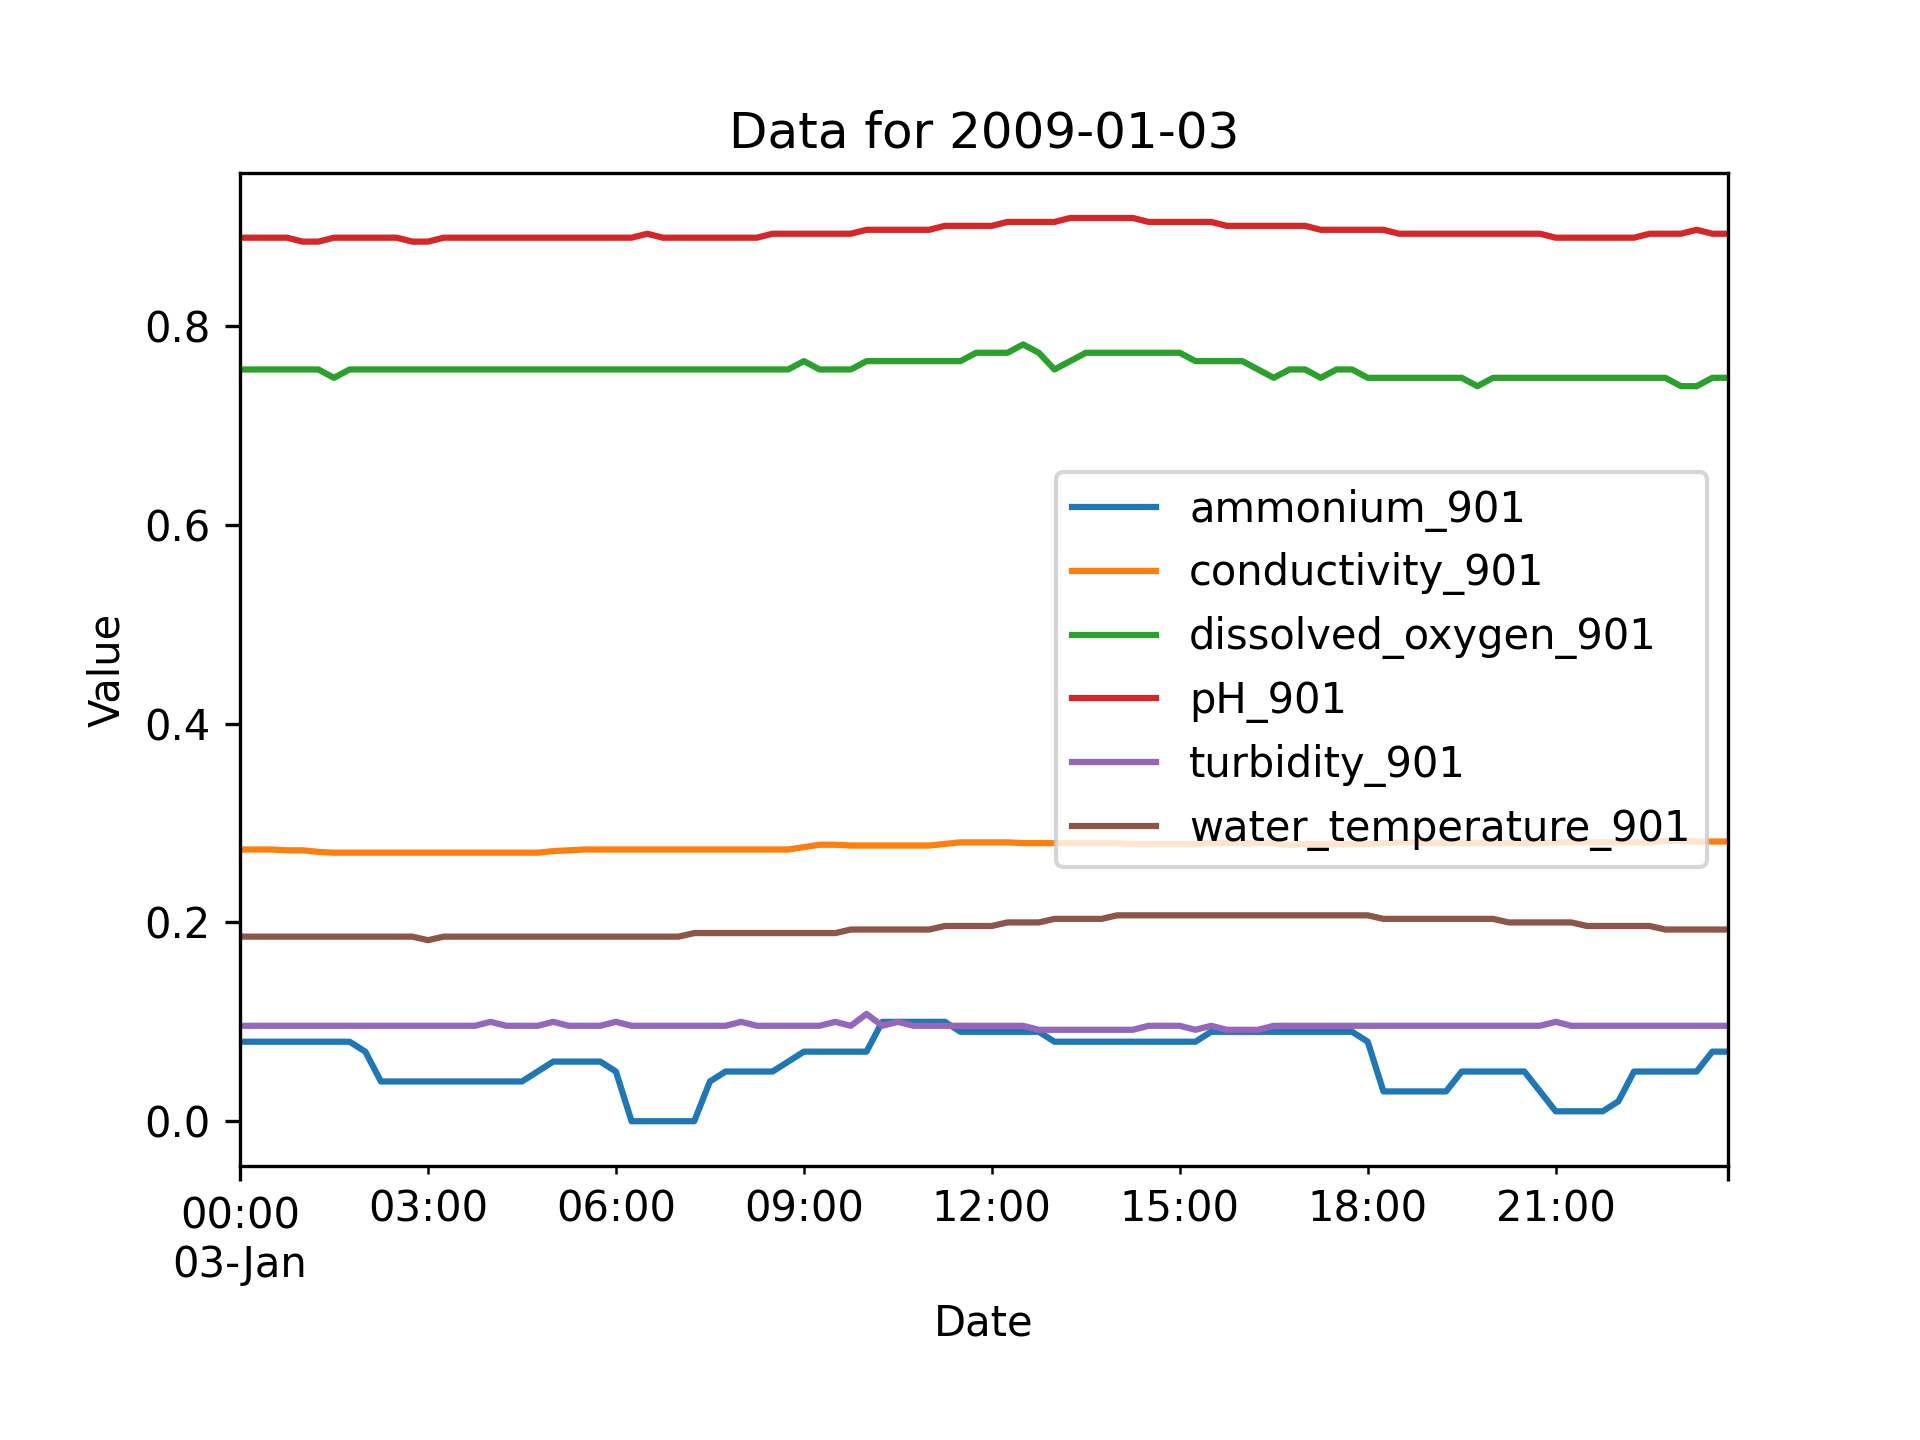 Data for 2009-01-03
Value
0.8
0.6
0.4
0.2
0.0
ammonium_901
conductivity_901
dissolved_oxygen_901
pH_901
turbidity_901
water_temperature_901
00:00 03:00 06:00 09:00 12:00 15:00 18:00 21:00
03-Jan
Date